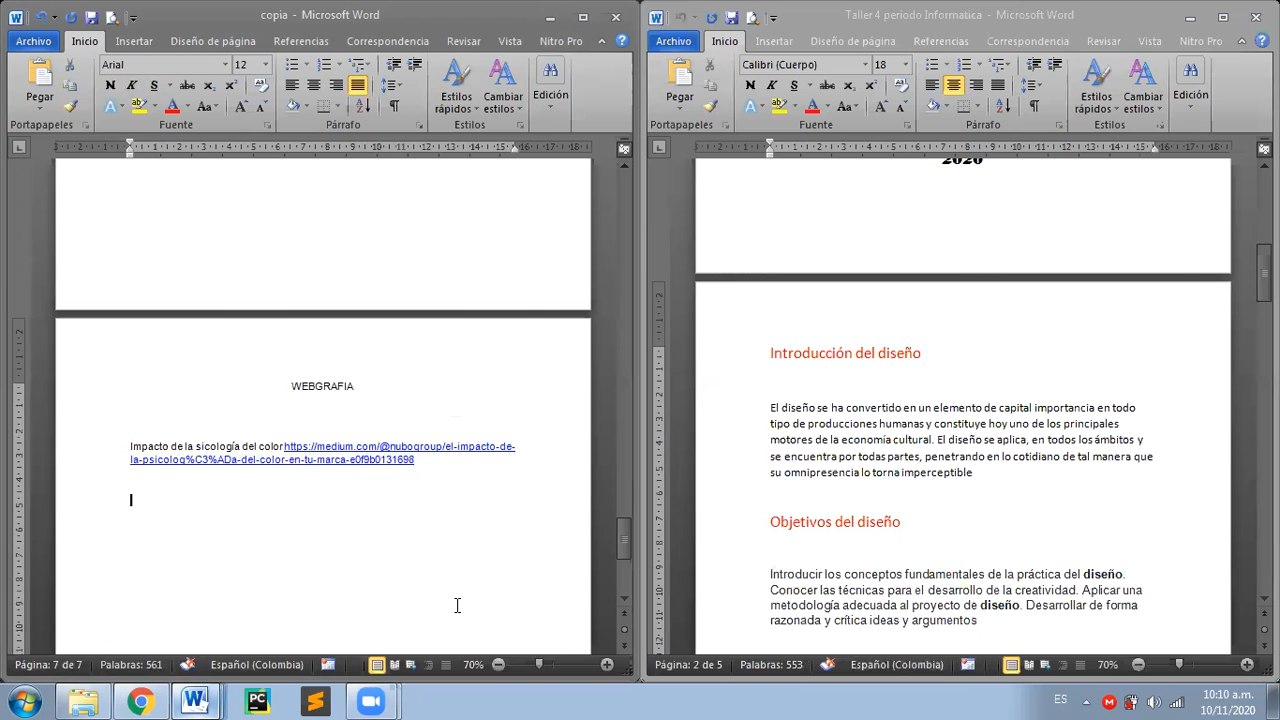 copia - Microsoft Word
Archivo Inicio Insertar Diseño de página Referencias Correspondencia Revisar Vista Nitro Pro
Arial 12
Pegar
N K S abc x₂ x²
A A Aa A A
Estilos rápidos
Cambiar estilos
Edición
Portapapeles Fuente Párrafo Estilos
WEBGRAFIA
Impacto de la sicología del colorhttps://medium.com/@nubogroup/el-impacto-de-
la-psicolog%C3%ADa-del-color-en-tu-marca-e0f9b0131698
Página: 7 de 7 Palabras: 561 Español (Colombia) 70%
Taller 4 periodo Informatica - Microsoft Word
Archivo Inicio Insertar Diseño de página Referencias Correspondencia Revisar Vista Nitro Pro
Calibri (Cuerpo) 18
Pegar
N K S abc x₂ x²
A A Aa A A
Estilos rápidos
Cambiar estilos
Edición
Portapapeles Fuente Párrafo Estilos
2020
Introducción del diseño
El diseño se ha convertido en un elemento de capital importancia en todo
tipo de producciones humanas y constituye hoy uno de los principales
motores de la economía cultural. El diseño se aplica, en todos los ámbitos y
se encuentra por todas partes, penetrando en lo cotidiano de tal manera que
su omnipresencia lo torna imperceptible
Objetivos del diseño
Introducir los conceptos fundamentales de la práctica del diseño.
Conocer las técnicas para el desarrollo de la creatividad. Aplicar una
metodología adecuada al proyecto de diseño. Desarrollar de forma
razonada y crítica ideas y argumentos
Página: 2 de 5 Palabras: 553 Español (Colombia) 70%
PC
ES
10:10 a.m.
10/11/2020